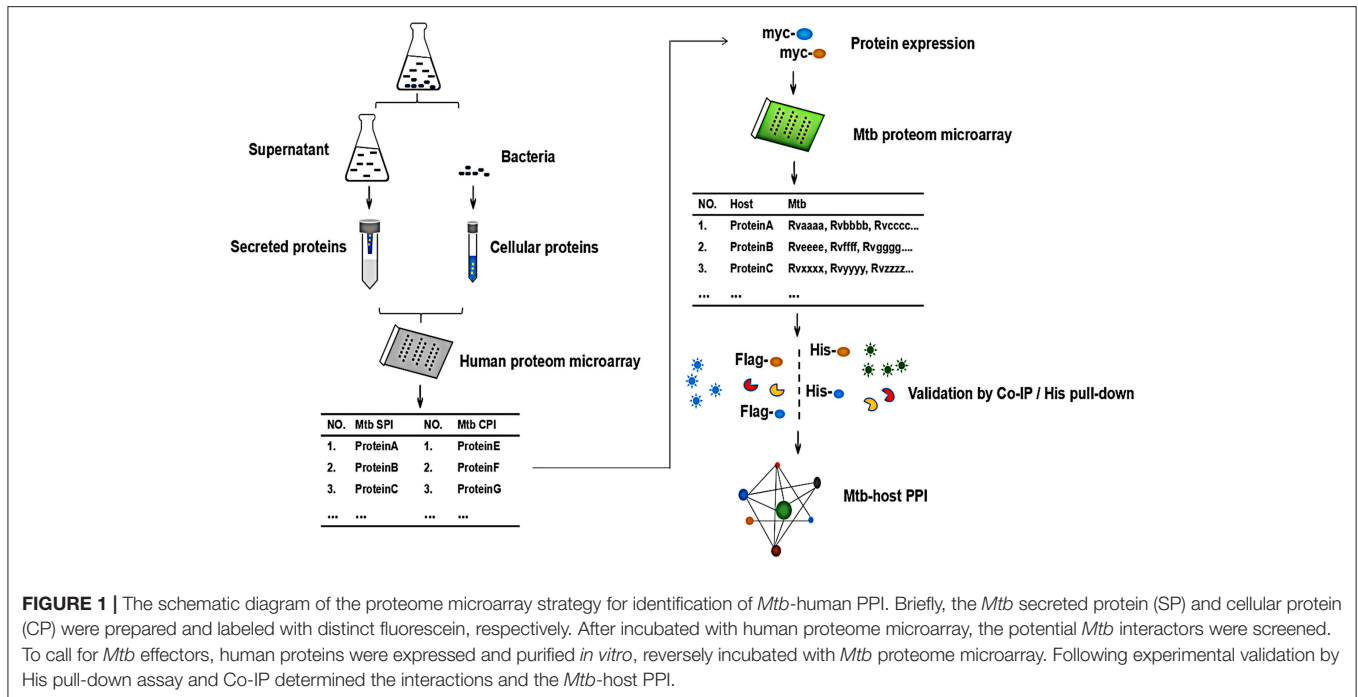 Supernatant
Bacteria
Secreted proteins
Cellular proteins
Human proteom microarray
NO. Mtb SPI NO. Mtb CPI
1. ProteinA 1. ProteinE
2. ProteinB 2. ProteinF
3. ProteinC 3. ProteinG
... ... ... ...
myc-
myc-
Protein expression
Mtb proteom microarray
NO. Host Mtb
1. ProteinA Rvaaaa, Rvbbbb, Rvcccc...
2. ProteinB Rveeee, Rvffff, Rvgggg....
3. ProteinC Rvxxxx, Rvyyyy, Rvzzzz...
... ... ...
Flag-
His-
Flag-
His-
Validation by Co-IP / His pull-down
Mtb-host PPI
FIGURE 1 | The schematic diagram of the proteome microarray strategy for identification of Mtb-human PPI. Briefly, the Mtb secreted protein (SP) and cellular protein
(CP) were prepared and labeled with distinct fluorescein, respectively. After incubated with human proteome microarray, the potential Mtb interactors were screened.
To call for Mtb effectors, human proteins were expressed and purified in vitro, reversely incubated with Mtb proteome microarray. Following experimental validation by
His pull-down assay and Co-IP determined the interactions and the Mtb-host PPI.